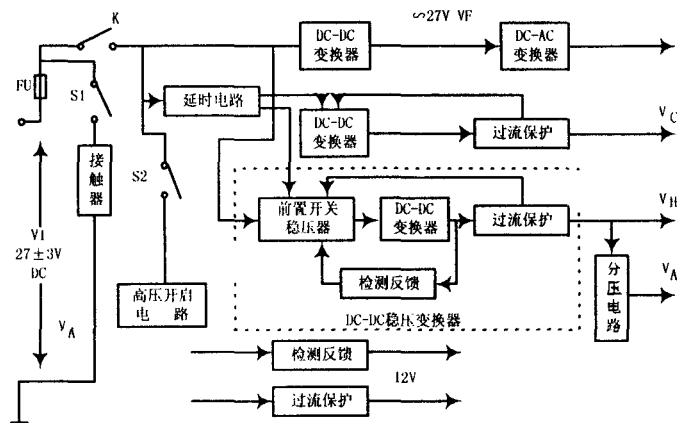 K
∽27V VF
DC-DC
变换器
DC-AC
变换器
FU
S1
延时电路
DC-DC
变换器
过流保护
接
触
器
S2
前置开关
稳压器
DC-DC
变换器
过流保护
V1
27±3V
DC
V_A
高压开启
电 路
检测反馈
DC-DC稳压变换器
分
压
电
路
V_C
V_H
V_A
检测反馈
12V
过流保护